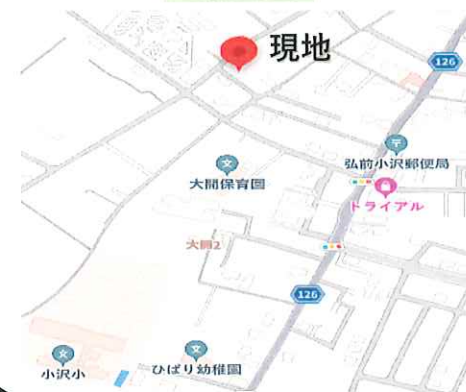 現地
126
弘前小沢郵便局
大開保育園
トライアル
大開2
126
小沢小
ひばり幼稚園